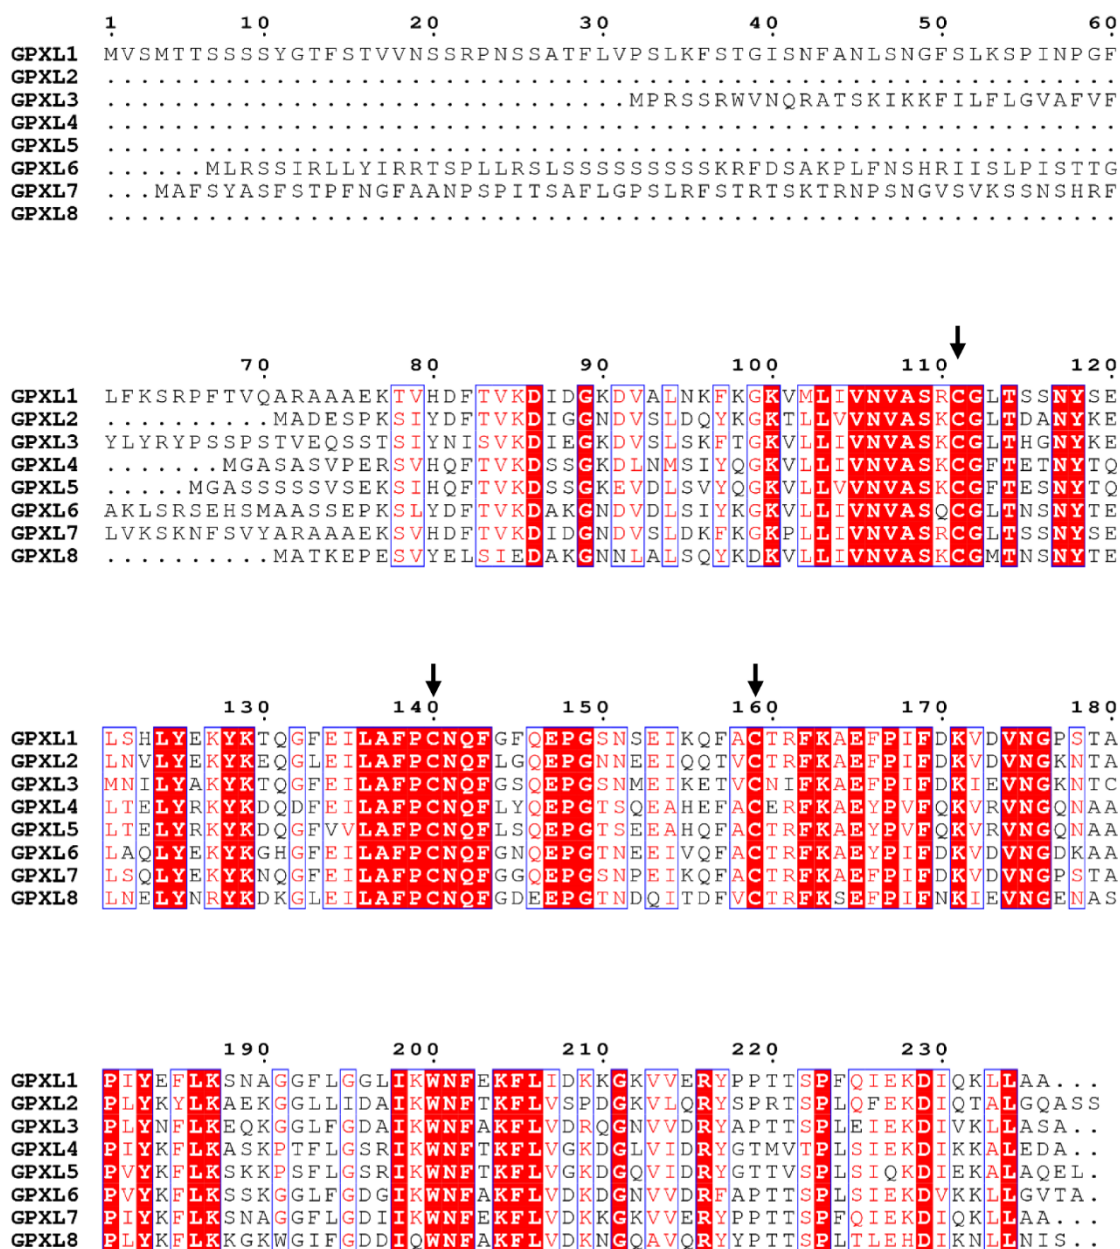 1 10 20 30 40 50 60
GPXL1 MVSMTTSSSSYGTFSTVVNSSRPNSSATFLVPSLKFSTGISNFANLSNGFSLKSPINPGF
GPXL2 ............................................................
GPXL3 ...............................MPRSSRWVNQRATSKIKKFILFLGVAFVF
GPXL4 ............................................................
GPXL5 ............................................................
GPXL6 ......MLRSSIRLLYIRRTSPLLRSLSSSSSSSSSKRFDSAKPLFNSHRIISLPISTTG
GPXL7 ...MAFSYASFSTPFNGFAANPSPITSAFLGPSLRFSTRTSKTRNPSNGVSVKSSNSHRF
GPXL8 ............................................................
70 80 90 100 110 120
GPXL1 LFKSRPFTVQARAAAEKTVHDFTVKDIDGKDVALNKFKGKVMLIVNVASRCGLTSSNYSE
GPXL2 ..........MADESPKSIYDFTVKDIGGNDVSLDQYKGKTLLVVNVASKCGLTDANYKE
GPXL3 YLYRYPSSPSTVEQSSTSIYNISVKDIEGKDVSLSKFTGKVLLIVNVASKCGLTHGNYKE
GPXL4 .......MGASASVPERSVHQFTVKDSSGKDLNMSIYQGKVLLIVNVASKCGFTETNYTQ
GPXL5 .....MGASSSSSVSEKSIHQFTVKDSSGKEVDLSVYQGKVLLVVNVASKCGFTESNYTQ
GPXL6 AKLSRSEHSMAASSEPKSLYDFTVKDAKGNDVDLSIYKGKVLLIVNVASQCGLTNSNYTE
GPXL7 LVKSKNFSVYARAAAEKSVHDFTVKDIDGNDVSLDKFKGKPLLIVNVASRCGLTSSNYSE
GPXL8 ..........MATKEPESVYELSIEDAKGNNLALSQYKDKVLLIVNVASKCGMTNSNYTE
130 140 150 160 170 180
GPXL1 LSHLYEKYKTQGFEILAFPCNQFGFQEPGSNSEIKQFACTRFKAEFPIFDKVDVNGPSTA
GPXL2 LNVLYEKYKEQGLEILAFPCNQFLGQEPGNNEEIQQTVCTRFKAEFPIFDKVDVNGKNTA
GPXL3 MNILYAKYKTQGFEILAFPCNQFGSQEPGSNMEIKETVCNIFKAEFPIFDKIEVNGKNTC
GPXL4 LTELYRKYKDQDFEILAFPCNQFLYQEPGTSQEAHEFACERFKAEYPVFQKVRVNGQNAA
GPXL5 LTELYRKYKDQGFVVLAFPCNQFLSQEPGTSEEAHQFACTRFKAEYPVFQKVRVNGQNAA
GPXL6 LAQLYEKYKGHGFEILAFPCNQFGNQEPGTNEEIVQFACTRFKAEYPIFDKVDVNGDKAA
GPXL7 LSQLYEKYKNQGFEILAFPCNQFGGQEPGSNPEIKQFACTRFKAEFPIFDKVDVNGPSTA
GPXL8 LNELYNRYKDKGLEILAFPCNQFGDEEPGTNDQITDFVCTRFKSEFPIFNKIEVNGENAS
190 200 210 220 230
GPXL1 PIYEFLKSNAGGFLGGLIKWNFEKFLIDKKGKVVERYPPTTSPFQIEKDIQKLLAA...
GPXL2 PLYKYLKAEKGGLLIDAIKWNFTKFLVSPDGKVLQRYSPRTSPLQFEKDIQTALGQASS
GPXL3 PLYNFLKEQKGGLFGDAIKWNFAKFLVDRQGNVVDRYAPTTSPLEIEKDIVKLLASA..
GPXL4 PIYKFLKASKPTFLGSRIKWNFTKFLVGKDGLVIDRYGTMVTPLSIEKDIKKALEDA..
GPXL5 PVYKFLKSKKPSFLGSRIKWNFTKFLVGKDGQVIDRYGTTVSPLSIQKDIEKALAQEL.
GPXL6 PVYKFLKSSKGGLFGDGIKWNFAKFLVDKDGNVVDRFAPTTSPLSIEKDVKKLLGVTA.
GPXL7 PIYKFLKSNAGGFLGDIIKWNFEKFLVDKKGKVVERYPPTTSPFQIEKDIQKLLAA...
GPXL8 PLYKFLKKGKWGIFGDDIQWNFAKFLVDKNGQAVQRYYPTTSPLTLEHDIKNLLNIS..